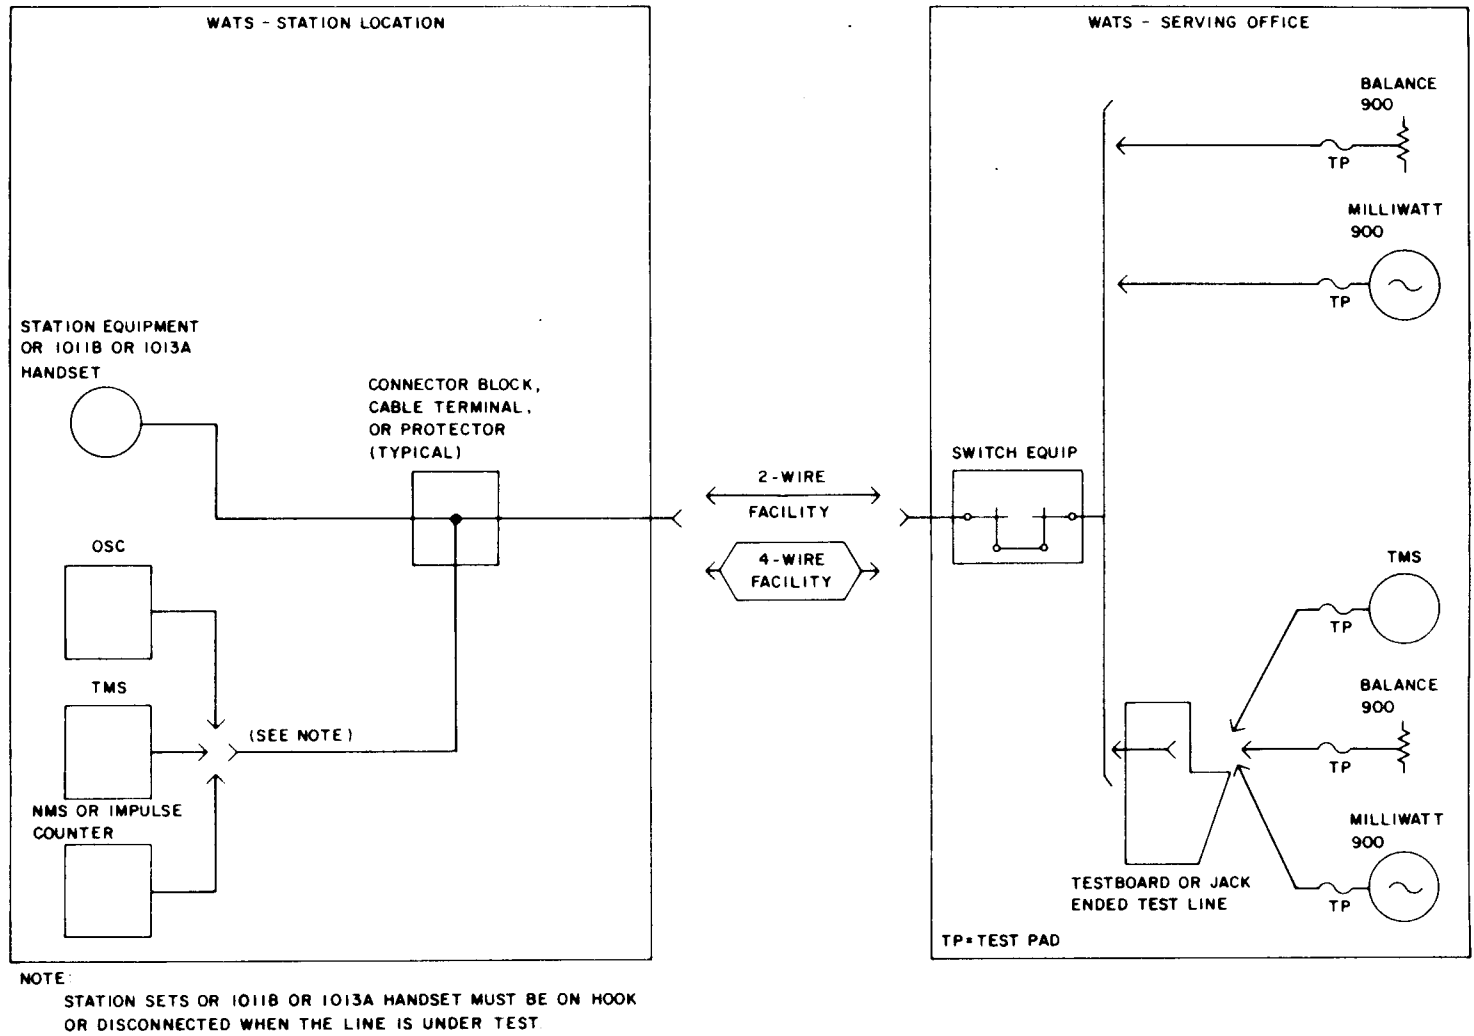 WATS - STATION LOCATION
STATION EQUIPMENT
OR 1011B OR 1013A
HANDSET
CONNECTOR BLOCK,
CABLE TERMINAL,
OR PROTECTOR
(TYPICAL)
OSC
TMS
(SEE NOTE)
NMS OR IMPULSE
COUNTER
2-WIRE
FACILITY
4-WIRE
FACILITY
WATS - SERVING OFFICE
BALANCE
900
TP
MILLIWATT
900
TP
SWITCH EQUIP
TMS
TP
BALANCE
900
TP
MILLIWATT
900
TP
TESTBOARD OR JACK
ENDED TEST LINE
TP=TEST PAD
NOTE:
STATION SETS OR 1011B OR 1013A HANDSET MUST BE ON HOOK
OR DISCONNECTED WHEN THE LINE IS UNDER TEST.